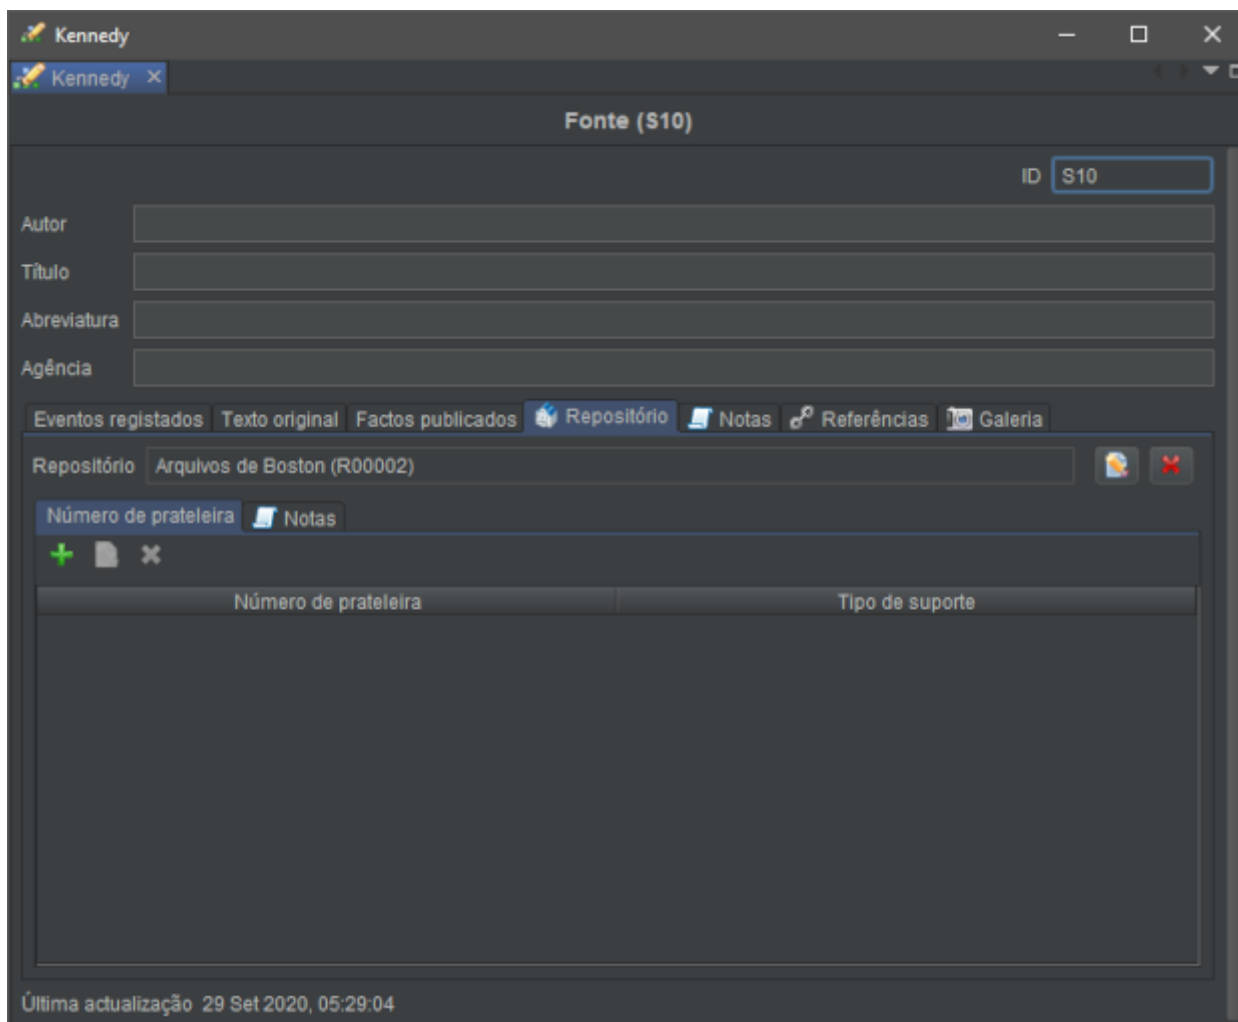 Kennedy
Kennedy
Fonte (S10)
ID S10
Autor
Título
Abreviatura
Agência
Eventos registados Texto original Factos publicados Repositório Notas Referências Galeria
Repositório Arquivos de Boston (R00002)
Número de prateleira Notas
Número de prateleira Tipo de suporte
Última actualização 29 Set 2020, 05:29:04